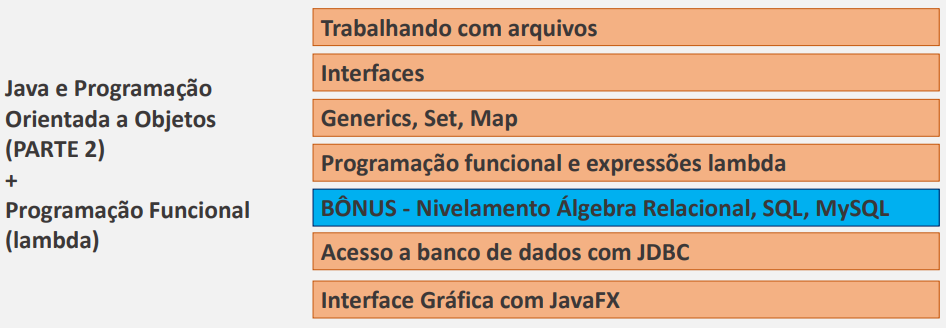 Java e Programação
Orientada a Objetos
(PARTE 2)
+
Programação Funcional
(lambda)
Trabalhando com arquivos
Interfaces
Generics, Set, Map
Programação funcional e expressões lambda
BÔNUS - Nivelamento Álgebra Relacional, SQL, MySQL
Acesso a banco de dados com JDBC
Interface Gráfica com JavaFX